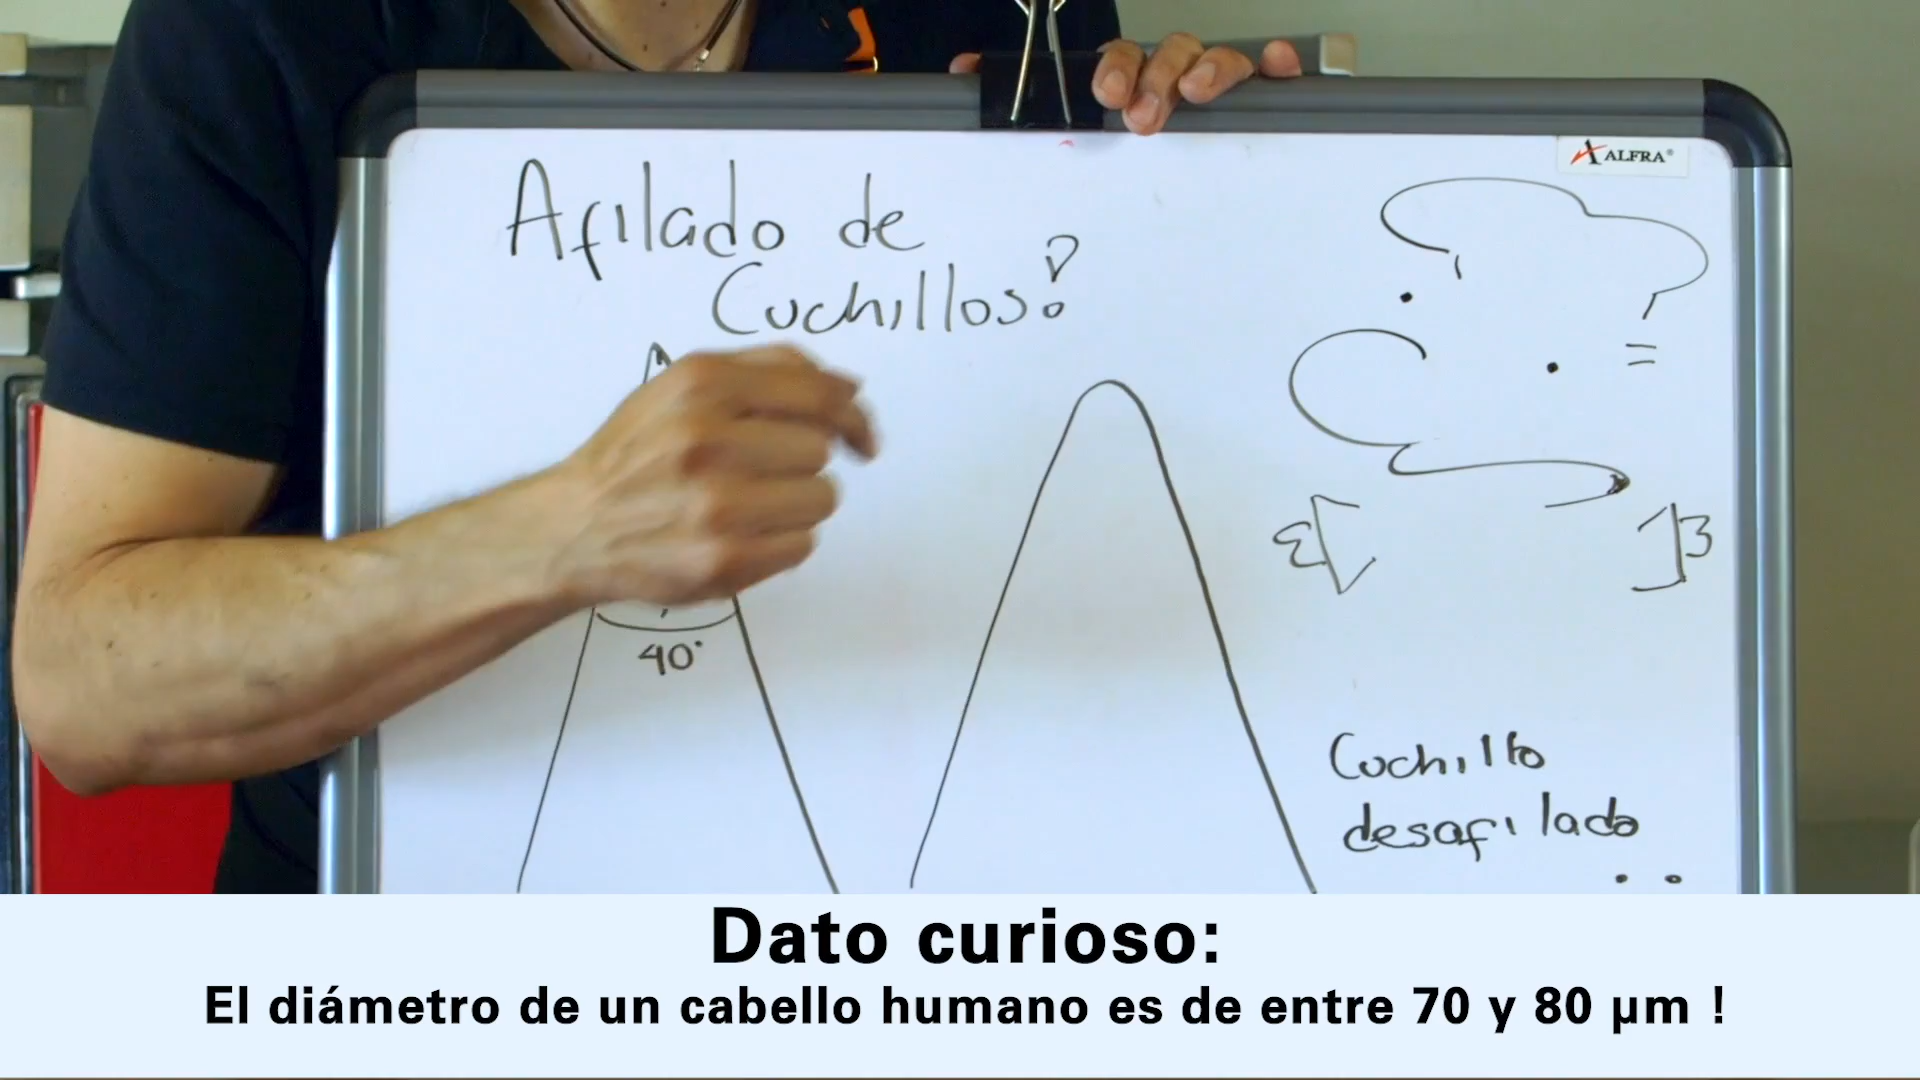 ALFRA®
Afilado de
Cuchillos?
40°
Cuchillo
desafilado
Dato curioso:
El diámetro de un cabello humano es de entre 70 y 80 µm !